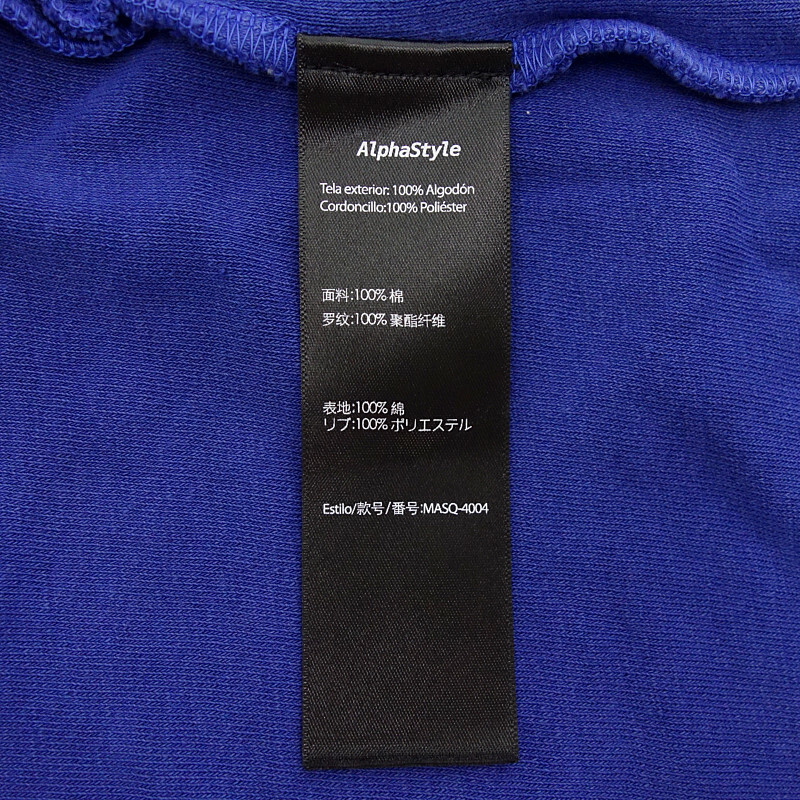 AlphaStyle
Tela exterior: 100% Algodón
Cordoncillo:100% Poliéster
面料:100% 棉
罗纹:100% 聚酯纤维
表地:100% 綿
リブ:100% ポリエステル
Estilo/款号/番号:MASQ-4004